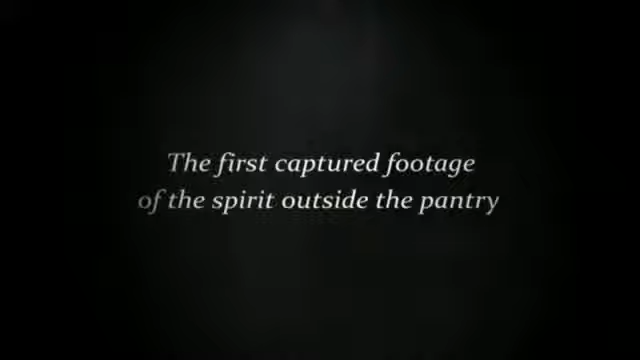 The first captured footage
of the spirit outside the pantry